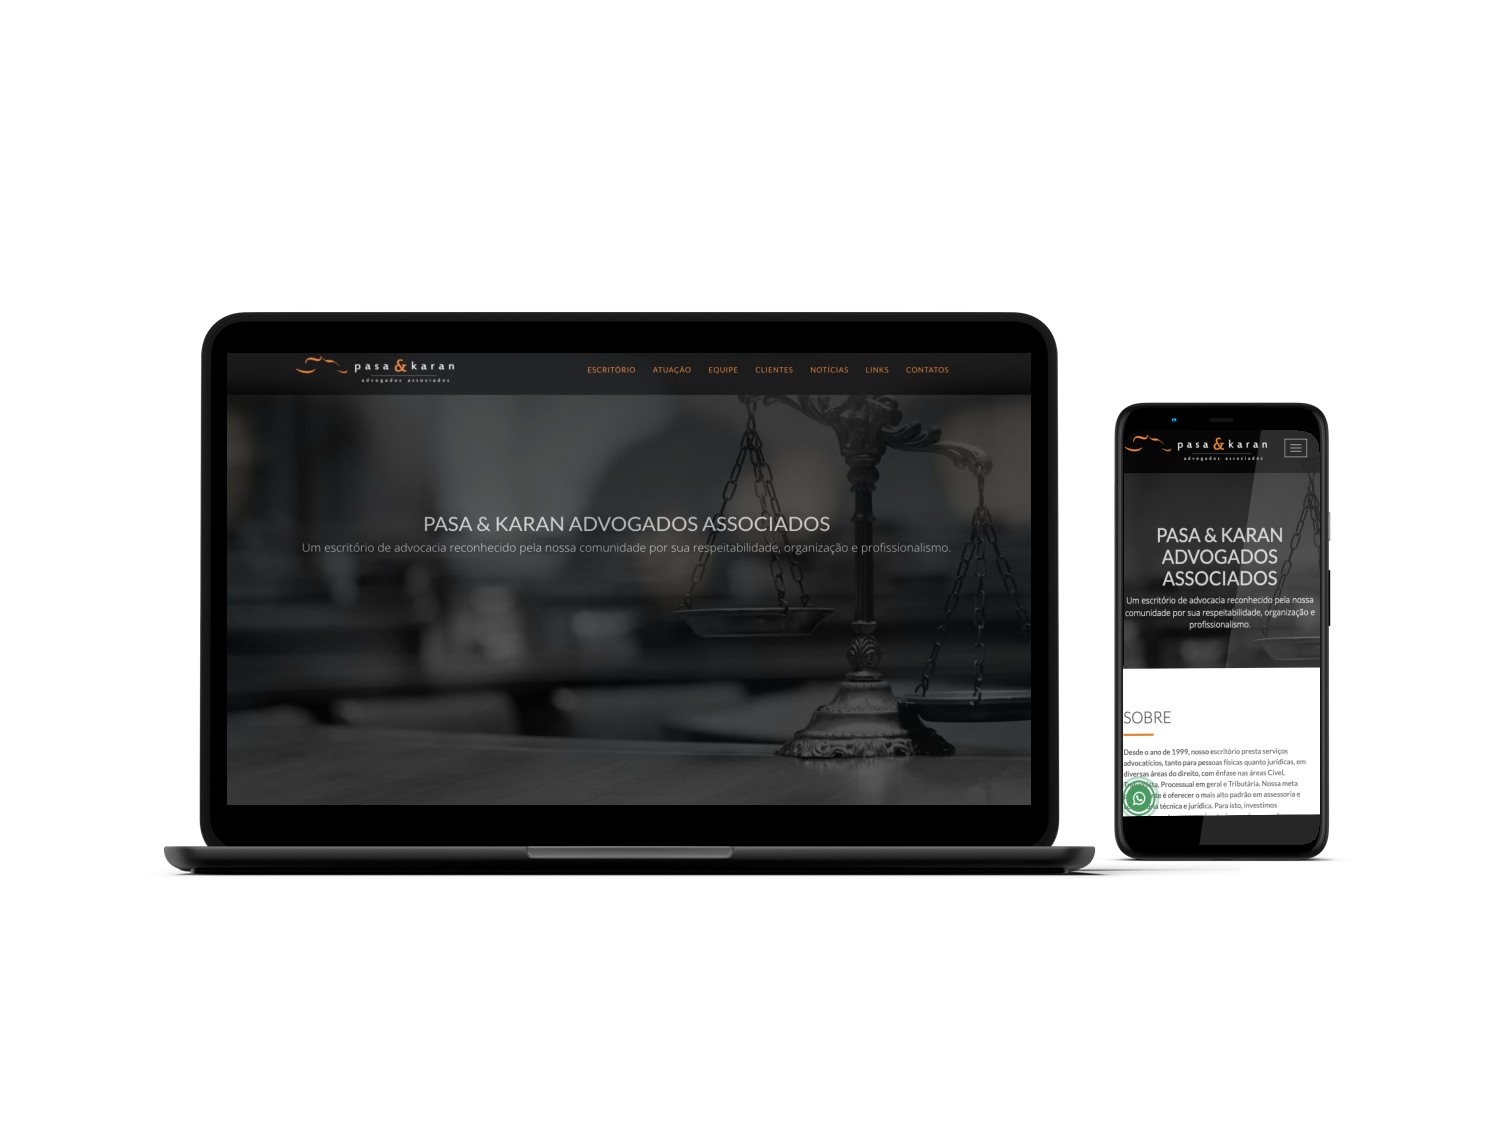 pasa & karan
advogados associados
ESCRITÓRIO ATUAÇÃO EQUIPE CLIENTES NOTÍCIAS LINKS CONTATOS
PASA & KARAN ADVOGADOS ASSOCIADOS
Um escritório de advocacia reconhecido pela nossa comunidade por sua respeitabilidade, organização e profissionalismo.
pasa & karan
advogados associados
PASA & KARAN
ADVOGADOS
ASSOCIADOS
Um escritório de advocacia reconhecido pela nossa
comunidade por sua respeitabilidade, organização e
profissionalismo.
SOBRE
Desde o ano de 1999, nosso escritório presta serviços
advocatícios, tanto para pessoas físicas quanto jurídicas, em
diversas áreas do direito, com ênfase nas áreas Cível,
Processual em geral e Tributária. Nossa meta
é oferecer o mais alto padrão em assessoria e
técnica e jurídica. Para isto, investimos